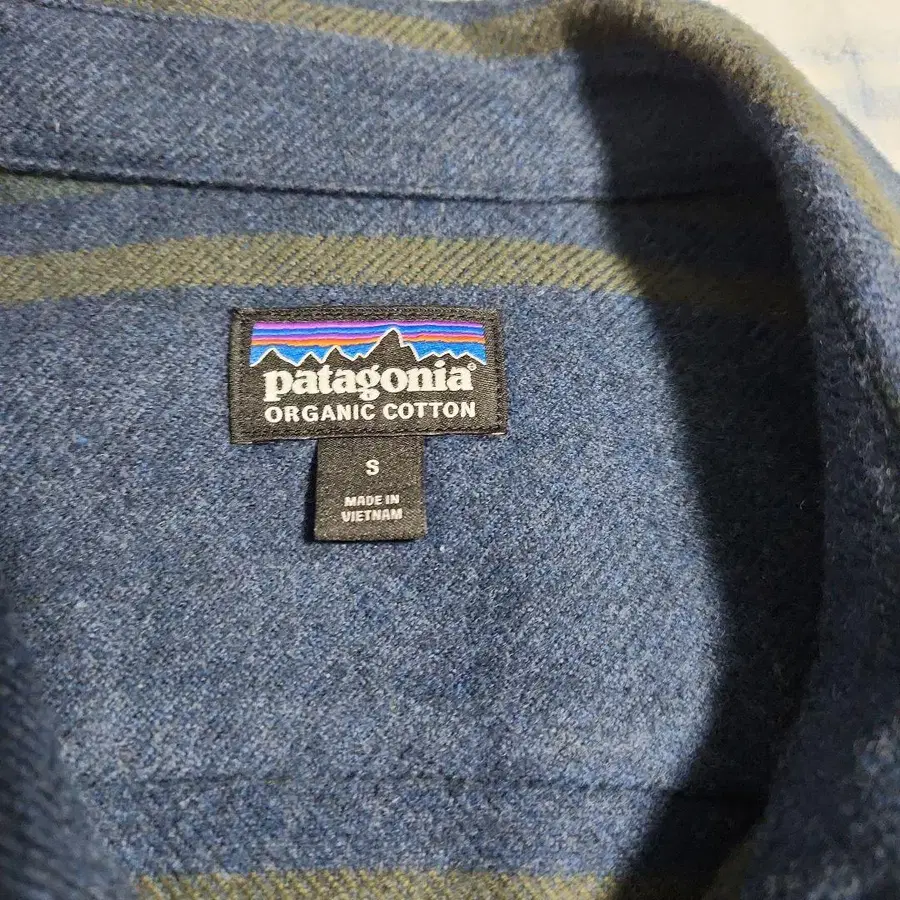 patagonia®
ORGANIC COTTON
S
MADE IN
VIETNAM